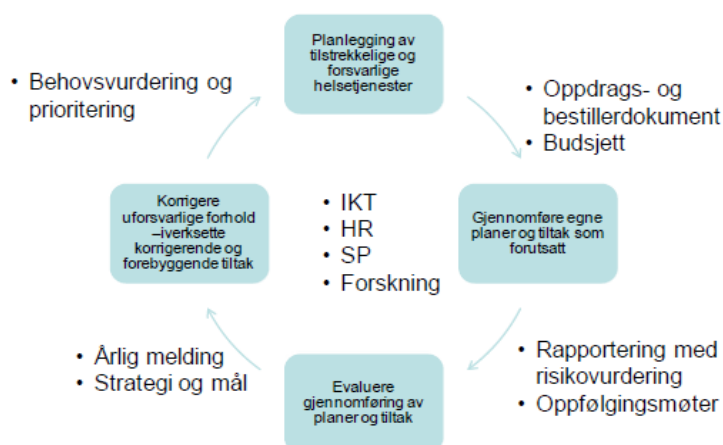 Planlegging av
tilstrekkelige og
forsvarlige
helsetjenester
• Behovsvurdering og
prioritering
• Oppdrags- og
bestillerdokument
• Budsjett
Korrigere
uforsvarlige forhold
–iverksette
korrigerende og
forebyggende tiltak
• IKT
• HR
• SP
• Forskning
Gjennomføre egne
planer og tiltak som
forutsatt
• Årlig melding
• Strategi og mål
Evaluere
gjennomføring av
planer og tiltak
• Rapportering med
risikovurdering
• Oppfølgingsmøter